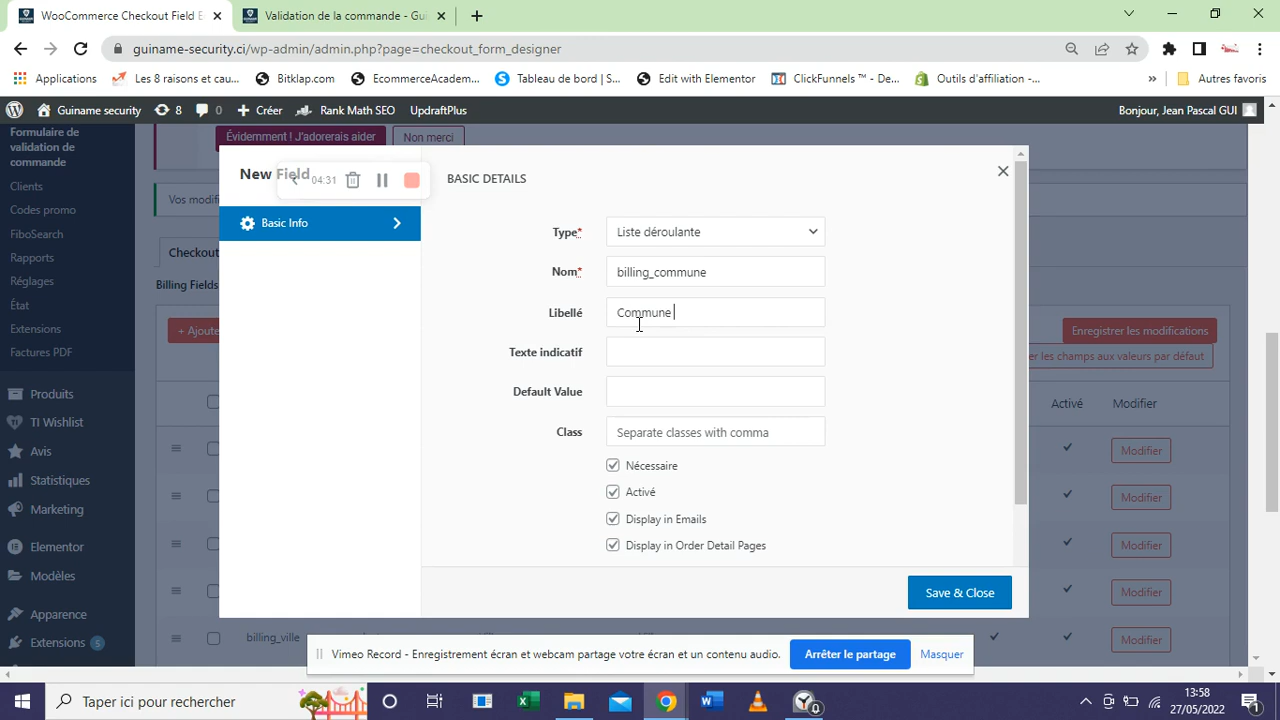 WooCommerce Checkout Field E
Validation de la commande - Gui
guiname-security.ci/wp-admin/admin.php?page=checkout_form_designer
Applications
Les 8 raisons et cau...
Bitklap.com
EcommerceAcadem...
Tableau de bord | S...
Edit with Elementor
ClickFunnels ™ - De...
Outils d'affiliation -...
»
Autres favoris
Guiname security
8
0
Créer
Rank Math SEO
UpdraftPlus
Bonjour, Jean Pascal GUI
Formulaire de
validation de
commande
Clients
Codes promo
FiboSearch
Rapports
Réglages
État
Extensions
Factures PDF
Produits
TI Wishlist
Avis
Statistiques
Marketing
Elementor
Modèles
Apparence
Extensions 5
Évidemment ! J'adorerais aider
Non merci
Vos modi
Checkout
Billing Fields
+ Ajoute
Enregistrer les modifications
er les champs aux valeurs par défaut
Activé
Modifier
Modifier
Modifier
Modifier
Modifier
billing_ville
Modifier
New Field
04:31
Basic Info
BASIC DETAILS
Type*
Liste déroulante
Nom*
billing_commune
Libellé
Commune
Texte indicatif
Default Value
Class
Separate classes with comma
Nécessaire
Activé
Display in Emails
Display in Order Detail Pages
Save & Close
Vimeo Record - Enregistrement écran et webcam partage votre écran et un contenu audio.
Arrêter le partage
Masquer
Taper ici pour rechercher
0
13:58
27/05/2022
1